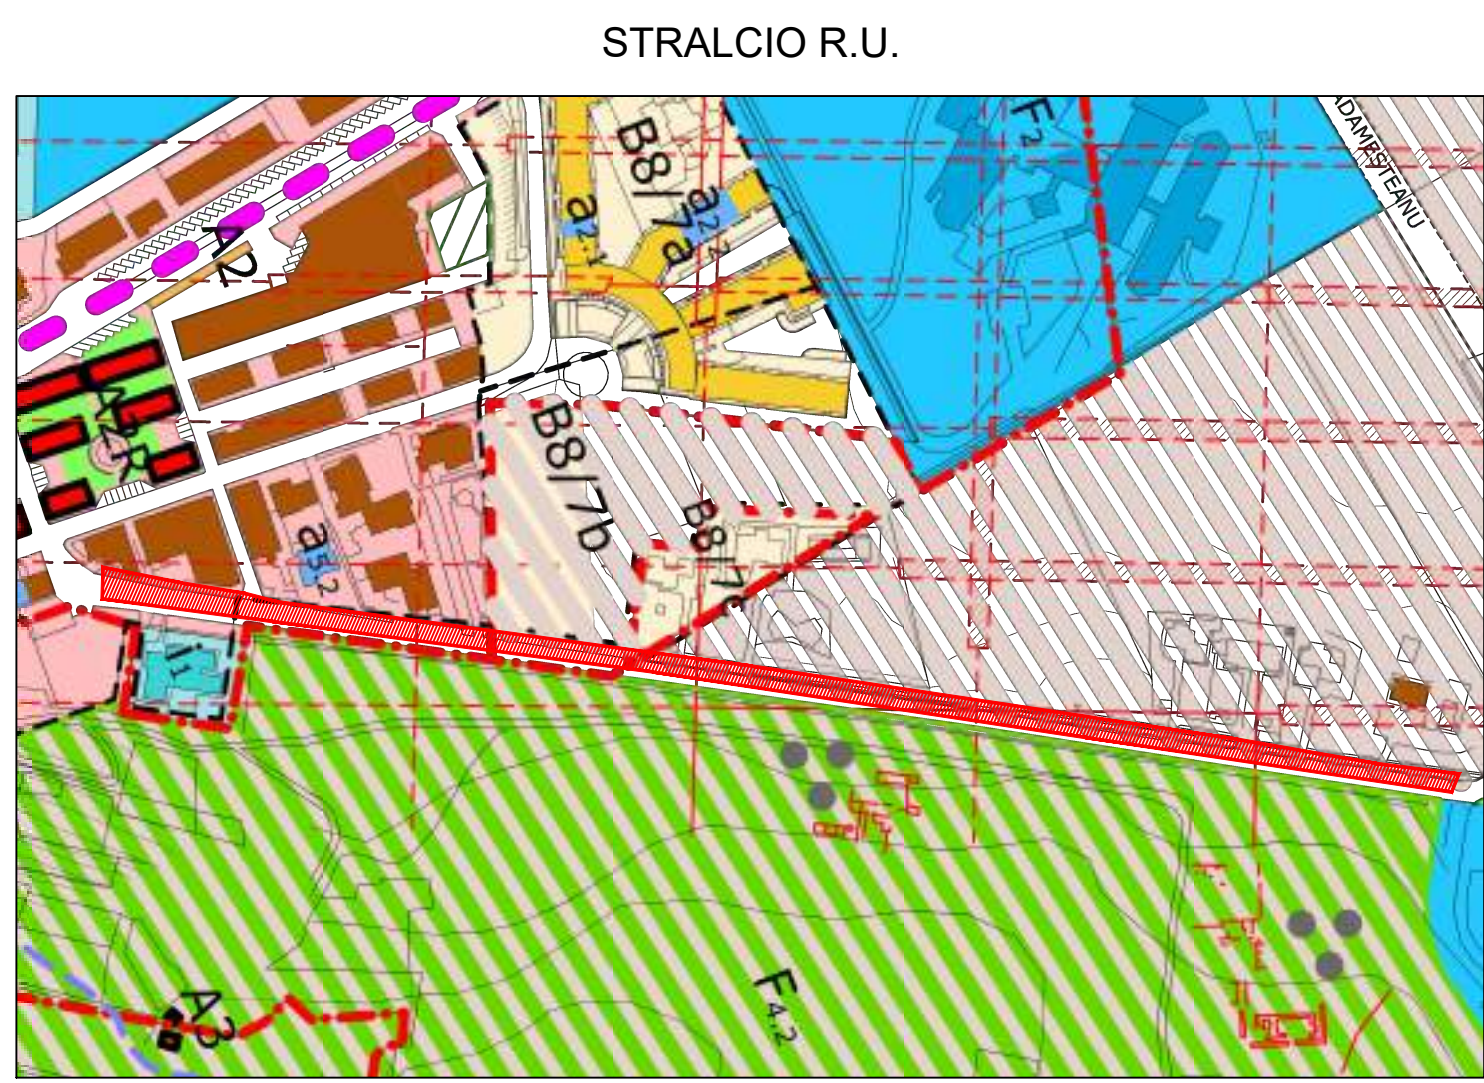 STRALCIO R.U.
F2
ADAMESTEANU
B8/7a
a2.1
a2.2
A2
A2R
B8/7b
B8/7c
a5.2
i1
A3
F4.2